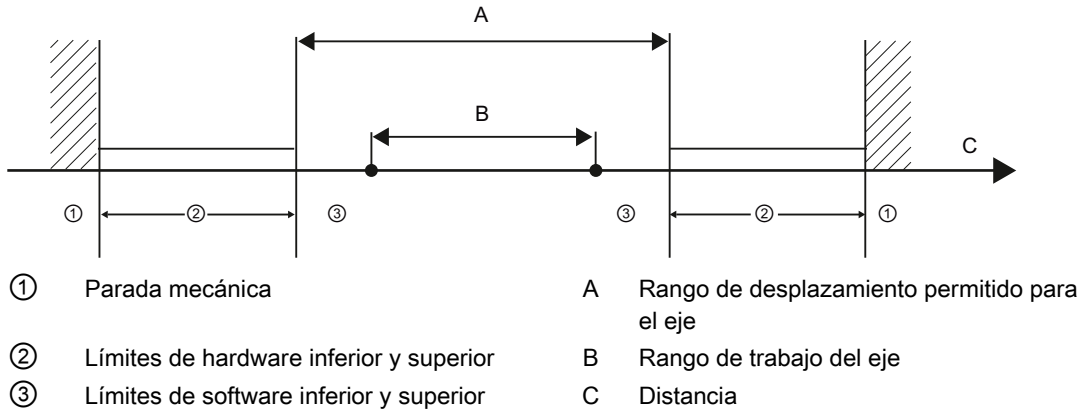 A
B
C
① ② ③ ③ ② ①
① Parada mecánica A Rango de desplazamiento permitido para
el eje
② Límites de hardware inferior y superior B Rango de trabajo del eje
③ Límites de software inferior y superior C Distancia